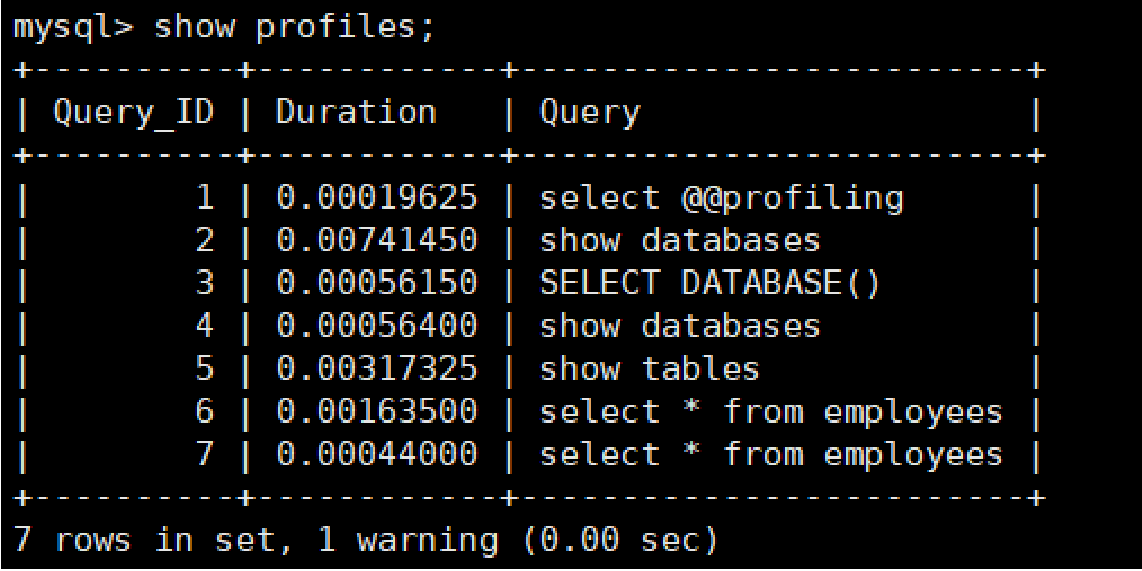 mysql> show profiles;
+----------+------------+-------------------------+
| Query_ID | Duration   | Query                   |
+----------+------------+-------------------------+
|        1 | 0.00019625 | select @@profiling      |
|        2 | 0.00741450 | show databases          |
|        3 | 0.00056150 | SELECT DATABASE()       |
|        4 | 0.00056400 | show databases          |
|        5 | 0.00317325 | show tables             |
|        6 | 0.00163500 | select * from employees |
|        7 | 0.00044000 | select * from employees |
+----------+------------+-------------------------+
7 rows in set, 1 warning (0.00 sec)